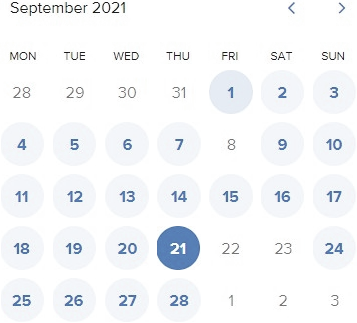 September 2021
MON TUE WED THU FRI SAT SUN
28 29 30 31 1 2 3
4 5 6 7 8 9 10
11 12 13 14 15 16 17
18 19 20 21 22 23 24
25 26 27 28 1 2 3